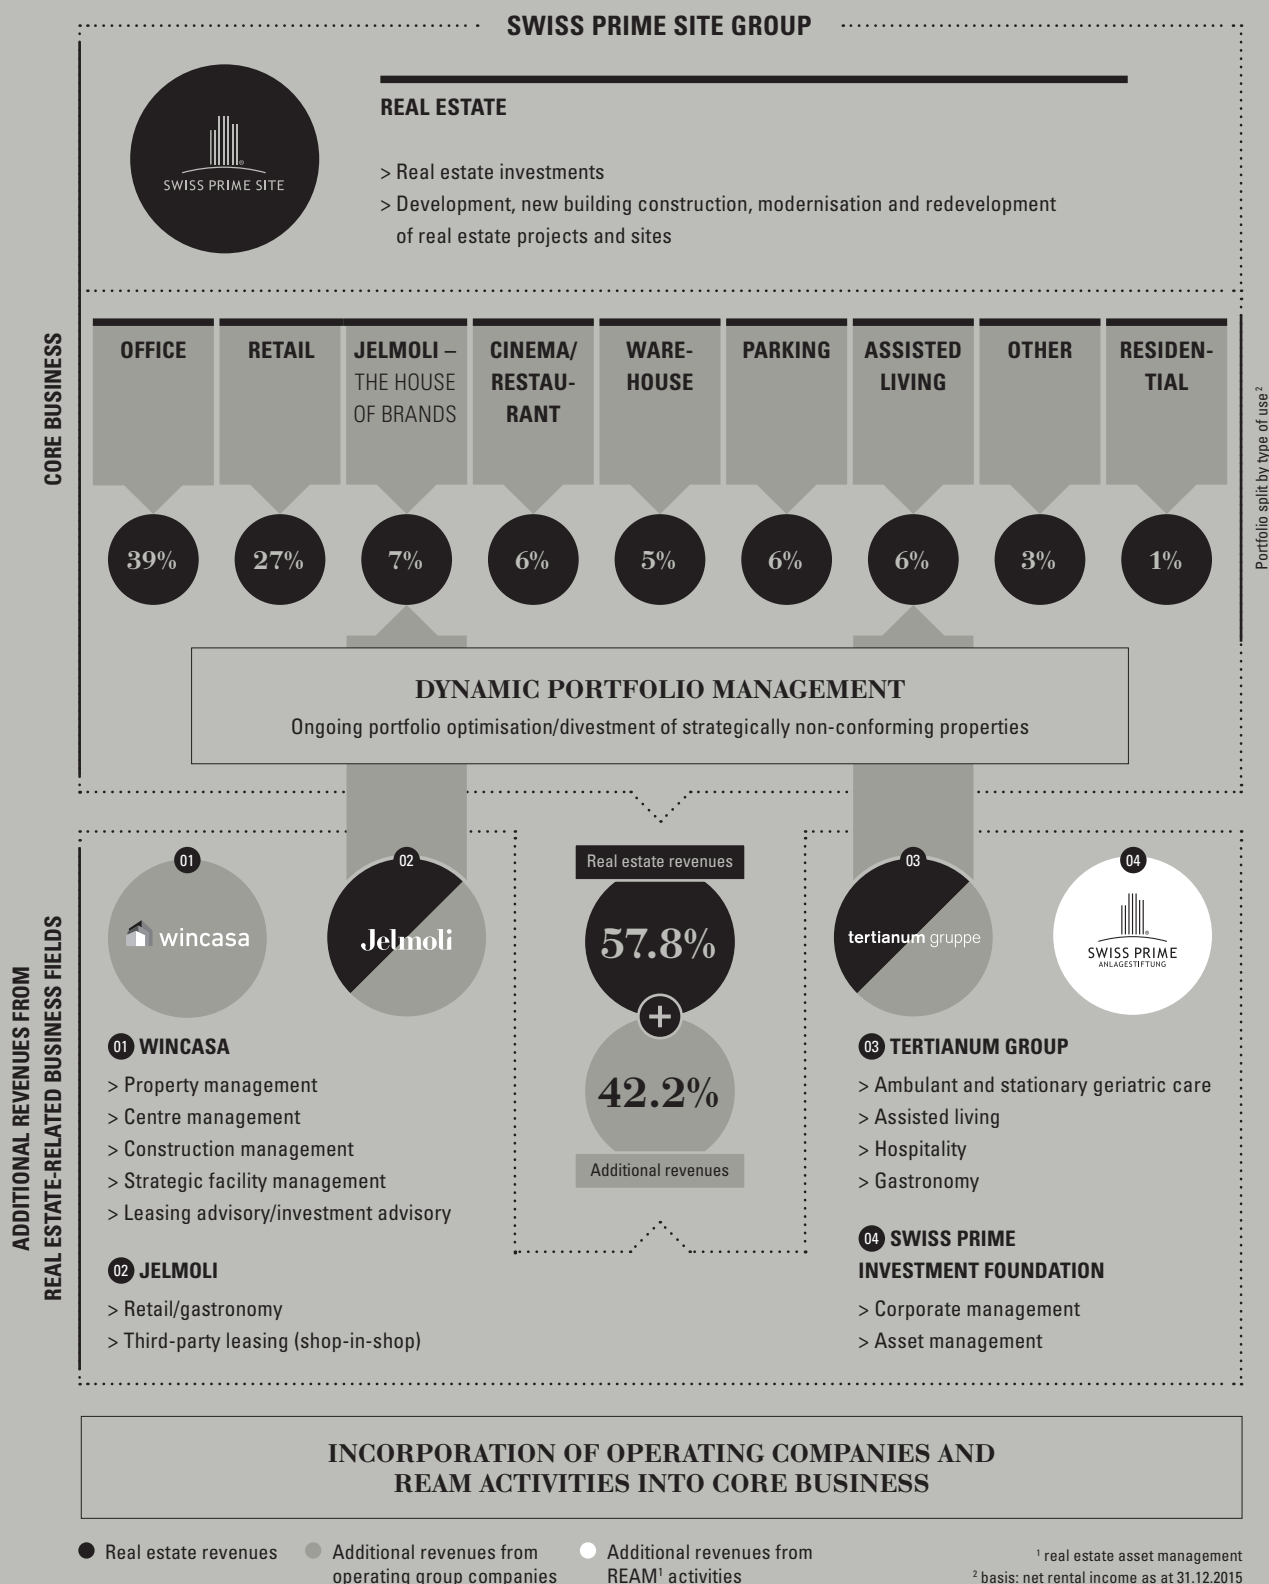 SWISS PRIME SITE GROUP
SWISS PRIME SITE
REAL ESTATE
> Real estate investments
> Development, new building construction, modernisation and redevelopment
of real estate projects and sites
CORE BUSINESS
OFFICE
RETAIL
JELMOLI –
THE HOUSE
OF BRANDS
CINEMA/
RESTAU-
RANT
WARE-
HOUSE
PARKING
ASSISTED
LIVING
OTHER
RESIDEN-
TIAL
39%
27%
7%
6%
5%
6%
6%
3%
1%
Portfolio split by type of use²
DYNAMIC PORTFOLIO MANAGEMENT
Ongoing portfolio optimisation/divestment of strategically non-conforming properties
ADDITIONAL REVENUES FROM
REAL ESTATE-RELATED BUSINESS FIELDS
01
wincasa
02
Jelmoli
Real estate revenues
57.8%
+
42.2%
Additional revenues
03
tertianum gruppe
04
SWISS PRIME
ANLAGESTIFTUNG
01 WINCASA
> Property management
> Centre management
> Construction management
> Strategic facility management
> Leasing advisory/investment advisory
02 JELMOLI
> Retail/gastronomy
> Third-party leasing (shop-in-shop)
03 TERTIANUM GROUP
> Ambulant and stationary geriatric care
> Assisted living
> Hospitality
> Gastronomy
04 SWISS PRIME
INVESTMENT FOUNDATION
> Corporate management
> Asset management
INCORPORATION OF OPERATING COMPANIES AND
REAM ACTIVITIES INTO CORE BUSINESS
Real estate revenues
Additional revenues from
operating group companies
Additional revenues from
REAM¹ activities
¹ real estate asset management
² basis: net rental income as at 31.12.2015